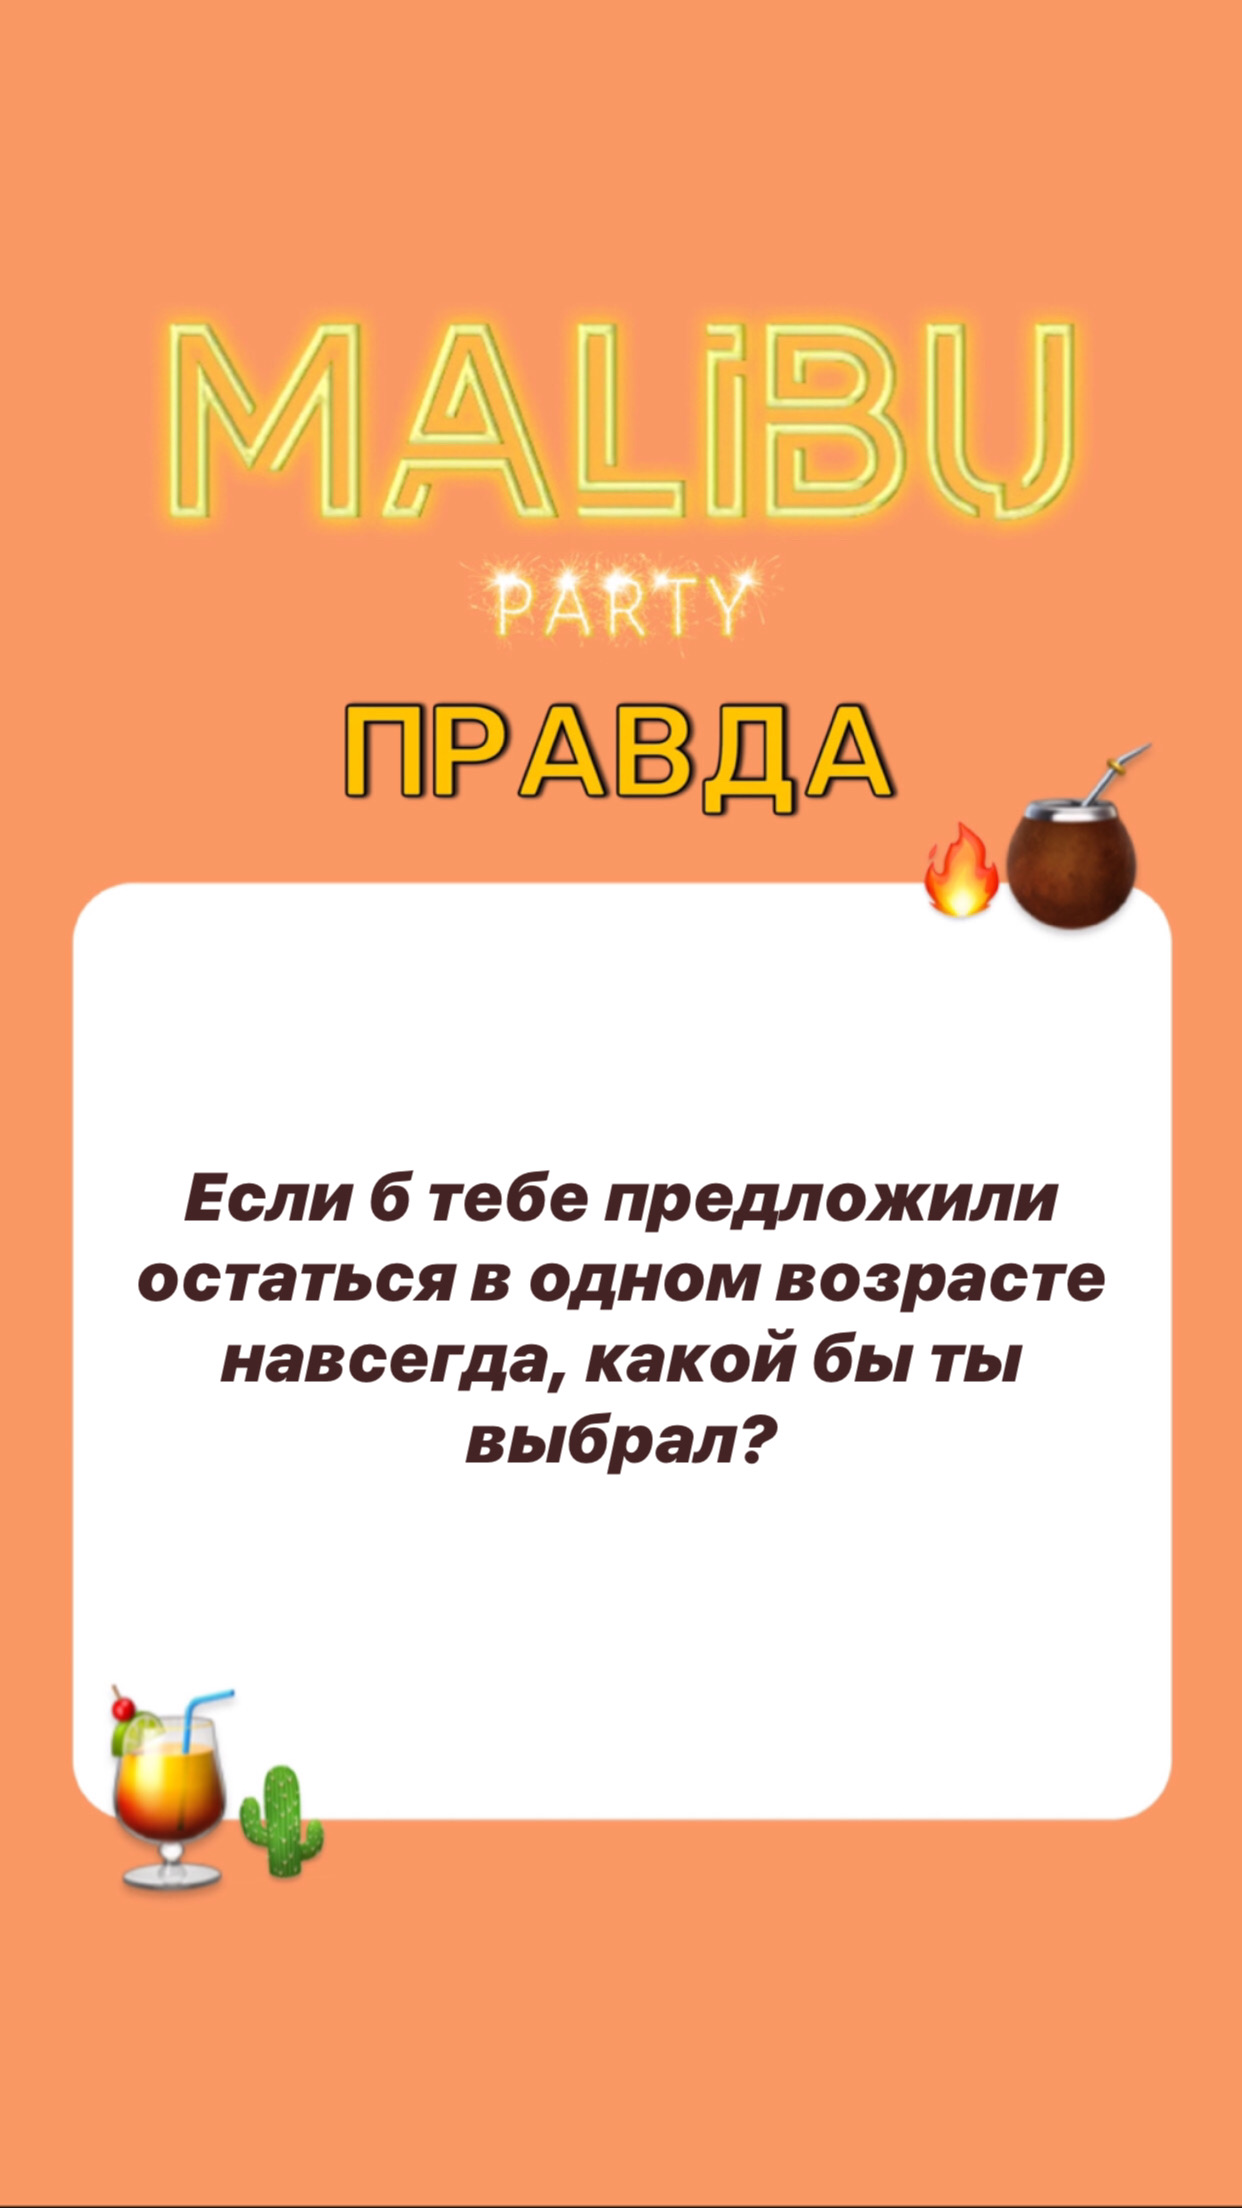 MALiBU
PARTY
ПРАВДА
Если б тебе предложили
остаться в одном возрасте
навсегда, какой бы ты
выбрал?